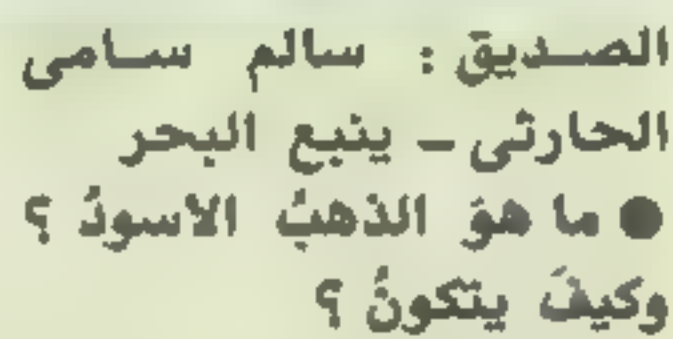 الصديق : سالم سامى
الحارثى – ينبع البحر
● ما هوَ الذهبُ الاسودُ ؟
وكيفَ يتكونُ ؟